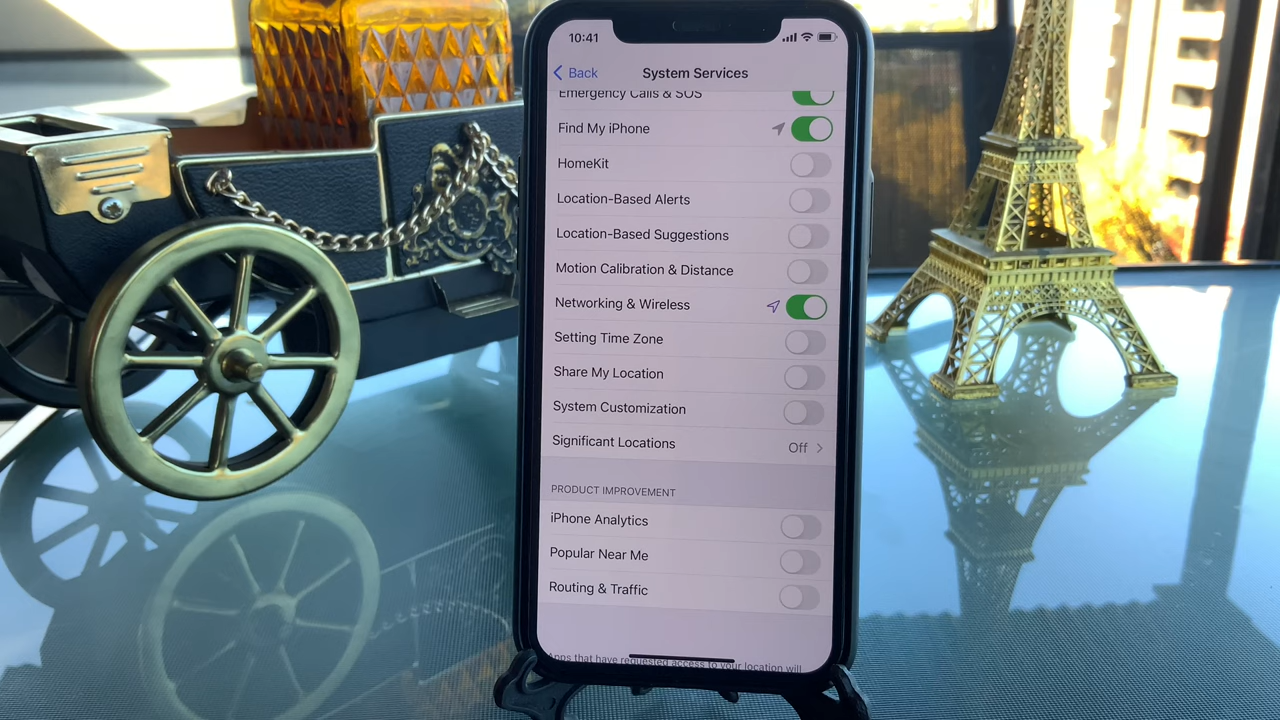 10:41
Back
System Services
Emergency Calls & SOS
Find My iPhone
HomeKit
Location-Based Alerts
Location-Based Suggestions
Motion Calibration & Distance
Networking & Wireless
Setting Time Zone
Share My Location
System Customization
Significant Locations Off
PRODUCT IMPROVEMENT
iPhone Analytics
Popular Near Me
Routing & Traffic
Apps that have requested access to your location will